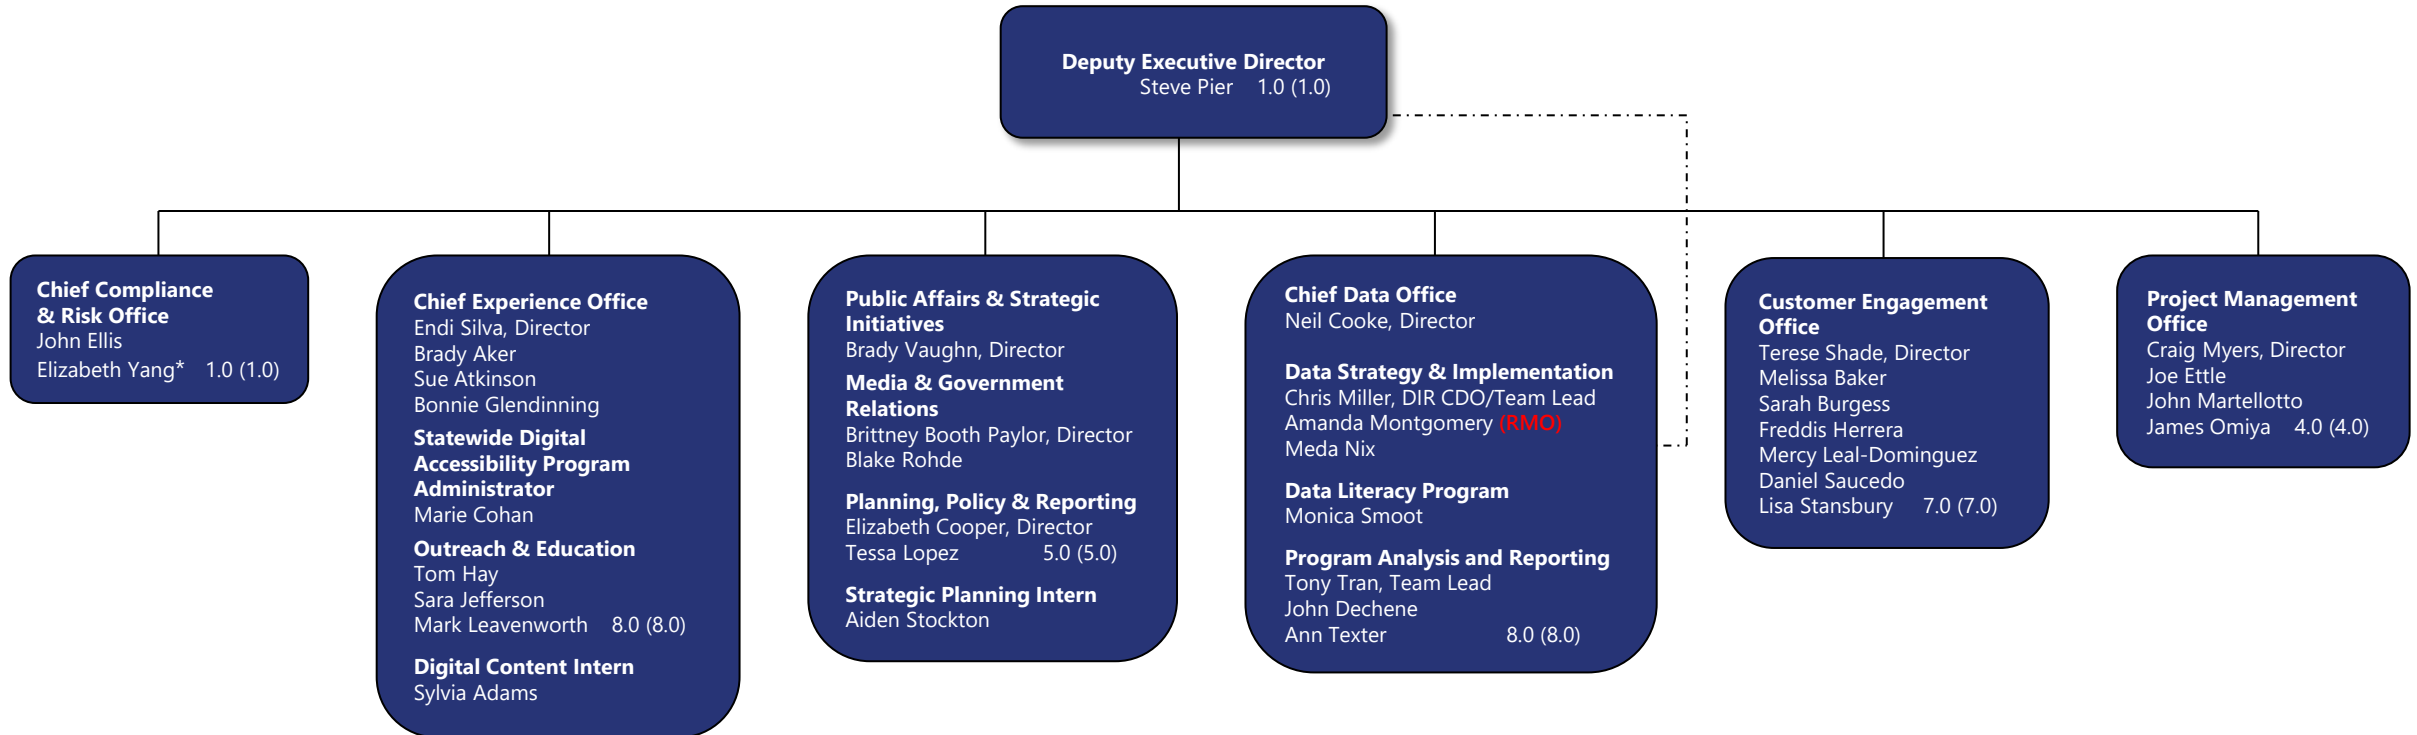 Deputy Executive Director
Steve Pier 1.0 (1.0)
Chief Compliance
& Risk Office
John Ellis
Elizabeth Yang* 1.0 (1.0)
Chief Experience Office
Endi Silva, Director
Brady Aker
Sue Atkinson
Bonnie Glendinning
Statewide Digital
Accessibility Program
Administrator
Marie Cohan
Outreach & Education
Tom Hay
Sara Jefferson
Mark Leavenworth 8.0 (8.0)
Digital Content Intern
Sylvia Adams
Public Affairs & Strategic
Initiatives
Brady Vaughn, Director
Media & Government
Relations
Brittney Booth Paylor, Director
Blake Rohde
Planning, Policy & Reporting
Elizabeth Cooper, Director
Tessa Lopez 5.0 (5.0)
Strategic Planning Intern
Aiden Stockton
Chief Data Office
Neil Cooke, Director
Data Strategy & Implementation
Chris Miller, DIR CDO/Team Lead
Amanda Montgomery (RMO)
Meda Nix
Data Literacy Program
Monica Smoot
Program Analysis and Reporting
Tony Tran, Team Lead
John Dechene
Ann Texter 8.0 (8.0)
Customer Engagement
Office
Terese Shade, Director
Melissa Baker
Sarah Burgess
Freddis Herrera
Mercy Leal-Dominguez
Daniel Saucedo
Lisa Stansbury 7.0 (7.0)
Project Management
Office
Craig Myers, Director
Joe Ettle
John Martellotto
James Omiya 4.0 (4.0)